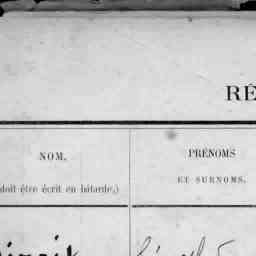 RÉ
NOM,
PRÉNOMS
ET SURNOMS.
doit être écrit en bâtarde,)